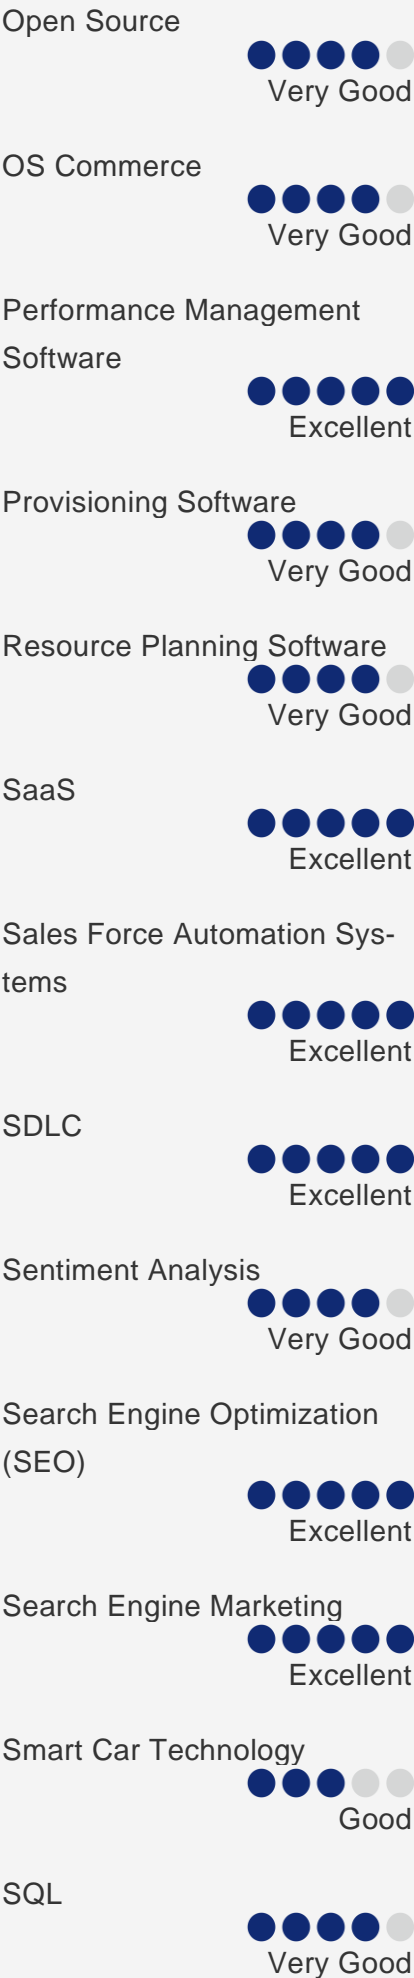 Open Source
Very Good
OS Commerce
Very Good
Performance Management
Software
Excellent
Provisioning Software
Very Good
Resource Planning Software
Very Good
SaaS
Excellent
Sales Force Automation Sys-
tems
Excellent
SDLC
Excellent
Sentiment Analysis
Very Good
Search Engine Optimization
(SEO)
Excellent
Search Engine Marketing
Excellent
Smart Car Technology
Good
SQL
Very Good